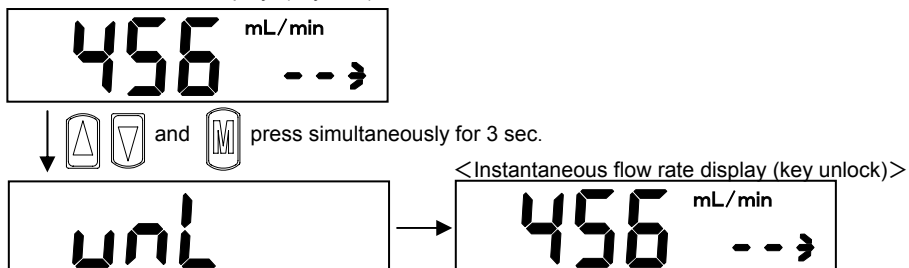 456 mL/min
and M press simultaneously for 3 sec.
<Instantaneous flow rate display (key unlock)>
unL
456 mL/min